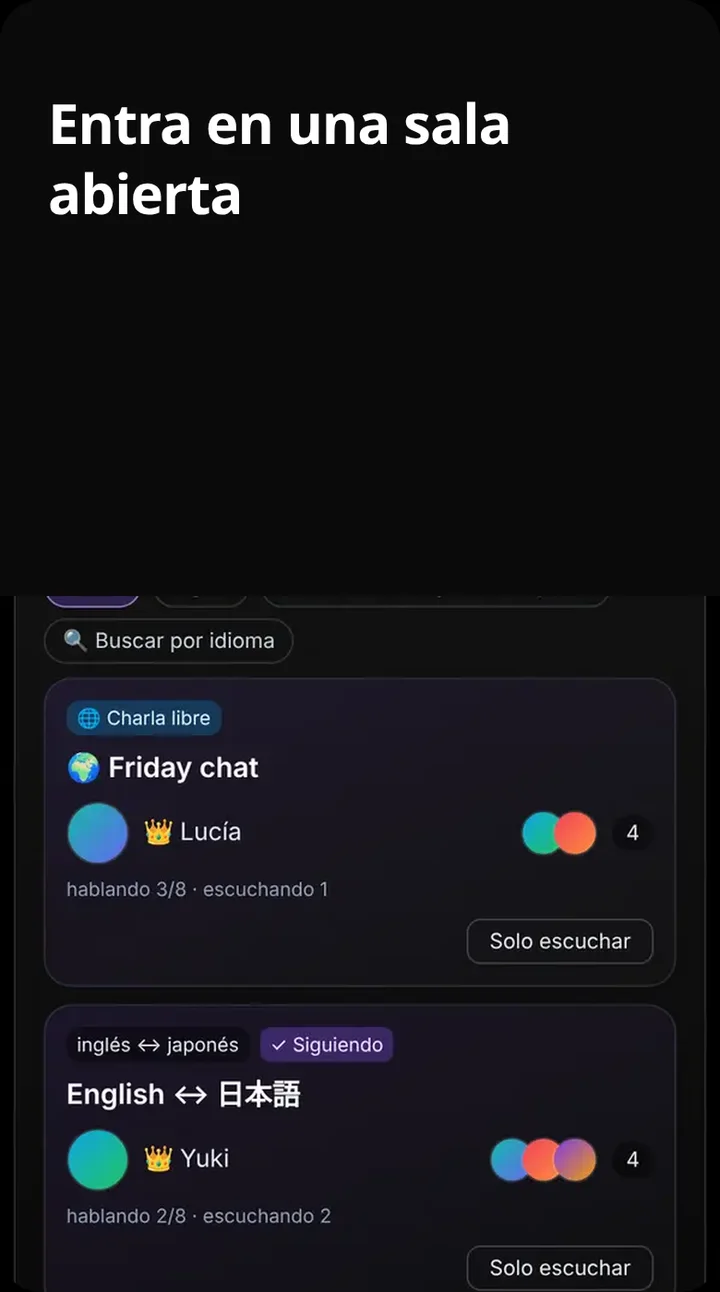 Entra en una sala
abierta
🔍 Buscar por idioma
🌐 Charla libre
🌍 Friday chat
👑 Lucía
4
hablando 3/8 · escuchando 1
Solo escuchar
inglés ↔ japonés ✓ Siguiendo
English ↔ 日本語
👑 Yuki
4
hablando 2/8 · escuchando 2
Solo escuchar